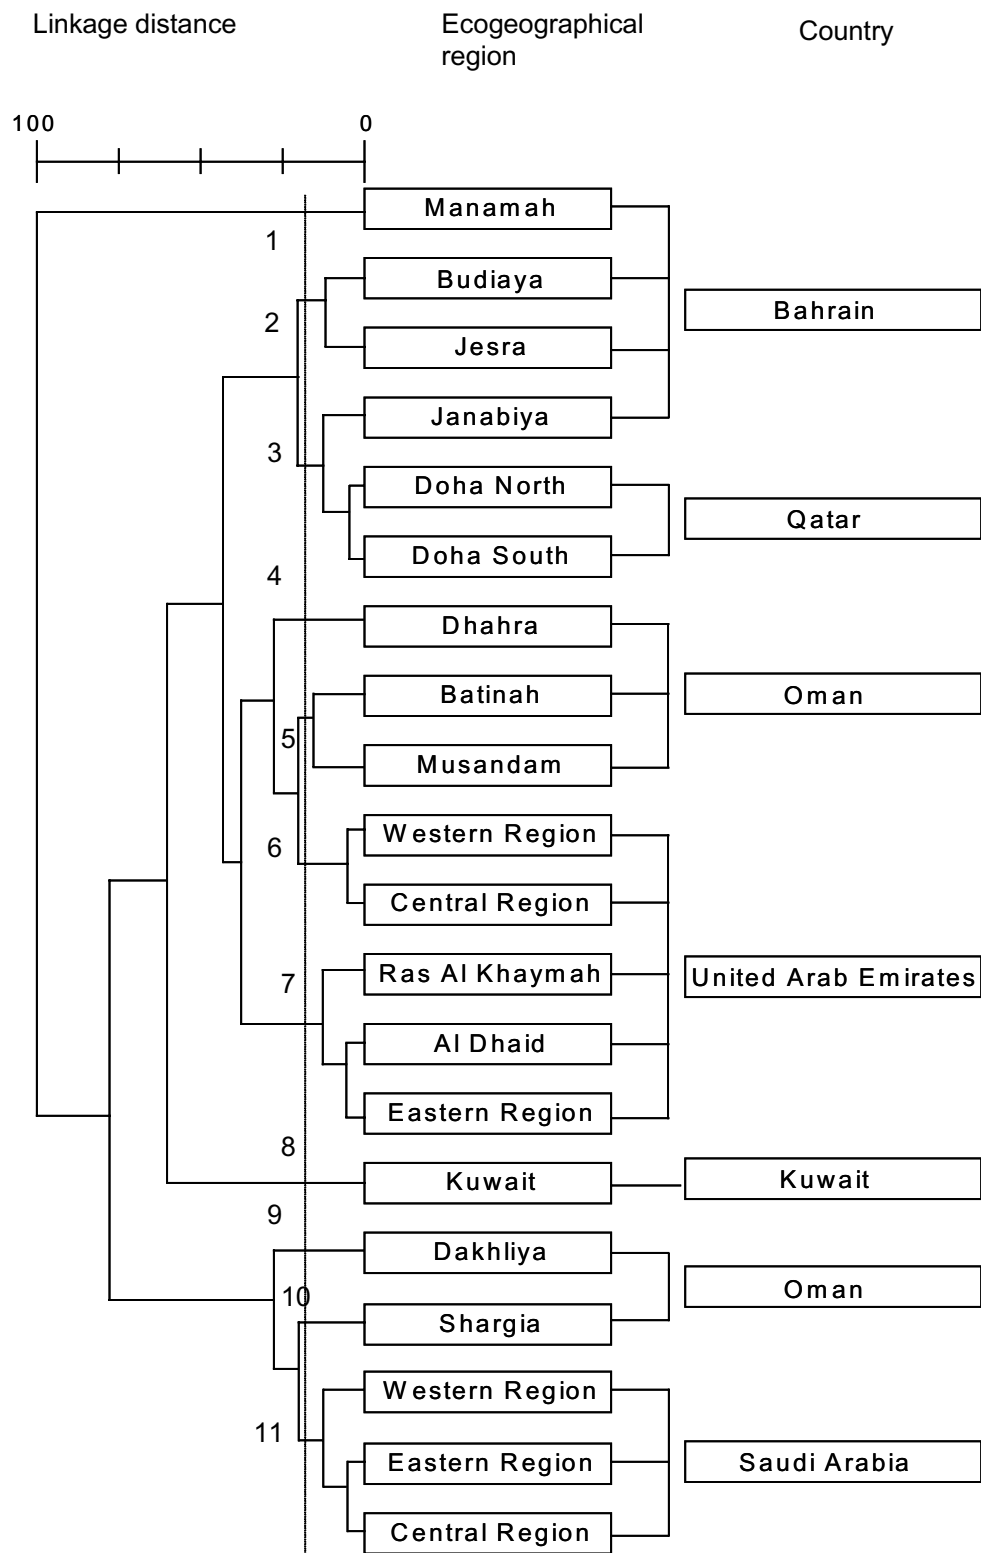 Linkage distance
Ecogeographical
region
Country
100
0
Manamah
1
Budiaya
Bahrain
2
Jesra
Janabiya
3
Doha North
Qatar
Doha South
4
Dhahra
Batinah
Oman
5
Musandam
Western Region
6
Central Region
Ras Al Khaymah
United Arab Emirates
7
Al Dhaid
Eastern Region
8
Kuwait
Kuwait
9
Dakhliya
10
Oman
Shargia
Western Region
11
Eastern Region
Saudi Arabia
Central Region